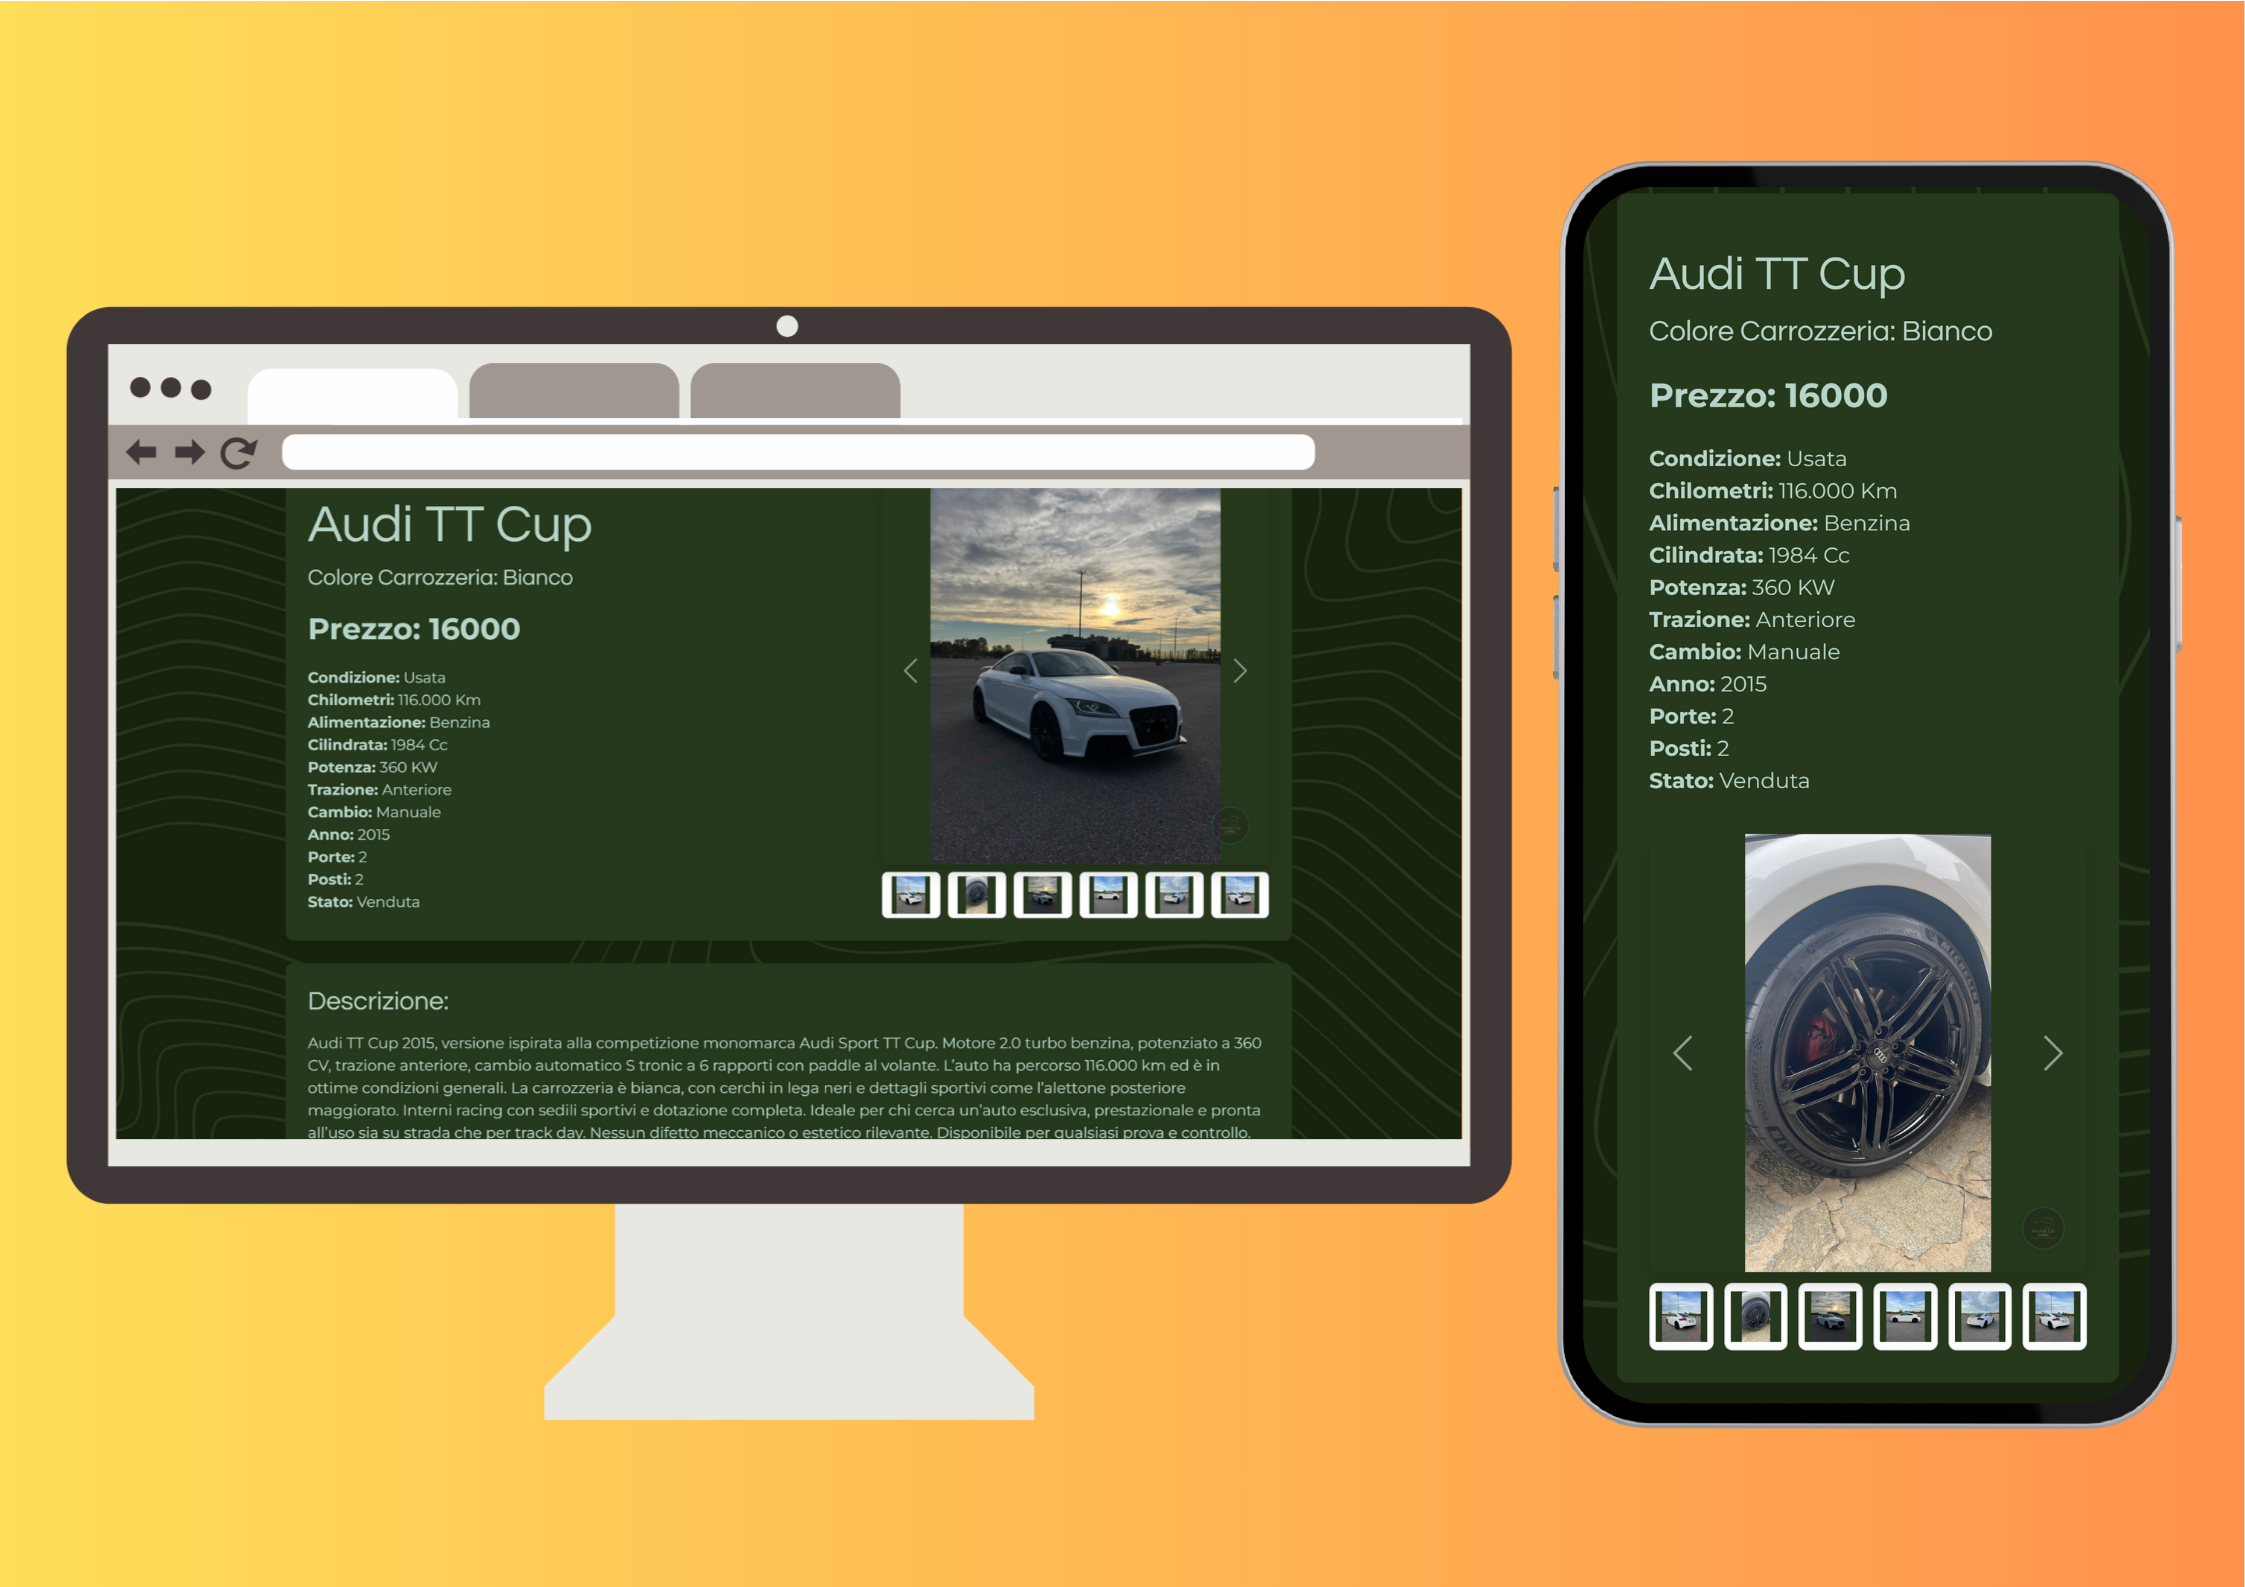 Audi TT Cup
Colore Carrozzeria: Bianco
Prezzo: 16000
Condizione: Usata
Chilometri: 116.000 Km
Alimentazione: Benzina
Cilindrata: 1984 Cc
Potenza: 360 KW
Trazione: Anteriore
Cambio: Manuale
Anno: 2015
Porte: 2
Posti: 2
Stato: Venduta
Descrizione:
Audi TT Cup 2015, versione ispirata alla competizione monomarca Audi Sport TT Cup. Motore 2.0 turbo benzina, potenziato a 360
CV, trazione anteriore, cambio automatico S tronic a 6 rapporti con paddle al volante. L'auto ha percorso 116.000 km ed è in
ottime condizioni generali. La carrozzeria è bianca, con cerchi in lega neri e dettagli sportivi come l'alettone posteriore
maggiorato. Interni racing con sedili sportivi e dotazione completa. Ideale per chi cerca un'auto esclusiva, prestazionale e pronta
all'uso sia su strada che per track day. Nessun difetto meccanico o estetico rilevante. Disponibile per qualsiasi prova e controllo.
Audi TT Cup
Colore Carrozzeria: Bianco
Prezzo: 16000
Condizione: Usata
Chilometri: 116.000 Km
Alimentazione: Benzina
Cilindrata: 1984 Cc
Potenza: 360 KW
Trazione: Anteriore
Cambio: Manuale
Anno: 2015
Porte: 2
Posti: 2
Stato: Venduta
MICHELIN